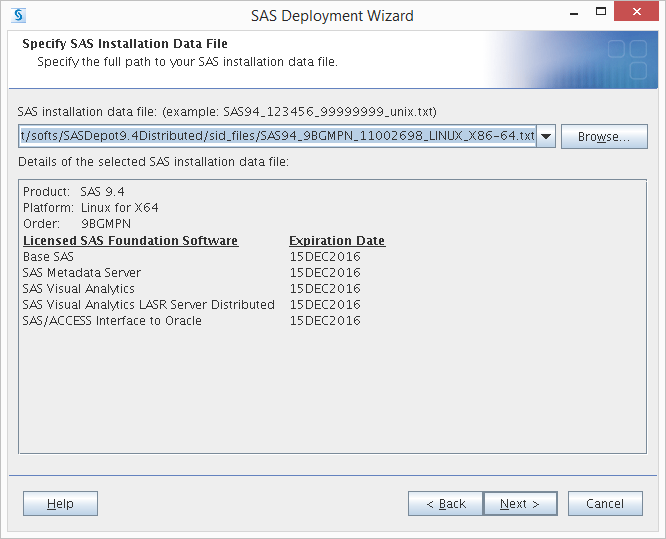 SAS Deployment Wizard
Specify SAS Installation Data File
Specify the full path to your SAS installation data file.
SAS installation data file: (example: SAS94_123456_99999999_unix.txt)
t/softs/SASDepot9.4Distributed/sid_files/SAS94_9BGMPN_11002698_LINUX_X86-64.txt
Browse...
Details of the selected SAS installation data file:
Product: SAS 9.4
Platform: Linux for X64
Order: 9BGMPN
Licensed SAS Foundation Software Expiration Date
Base SAS 15DEC2016
SAS Metadata Server 15DEC2016
SAS Visual Analytics 15DEC2016
SAS Visual Analytics LASR Server Distributed 15DEC2016
SAS/ACCESS Interface to Oracle 15DEC2016
Help < Back Next > Cancel